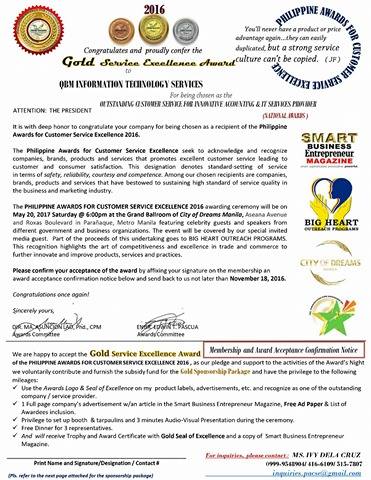 2016
PHILIPPINE AWARDS FOR CUSTOMER SERVICE EXCELLENCE
You'll never have a product or
price advantage again...they can easily
duplicated, but a strong service
culture can't be copied. (JF)
Congratulates and proudly confer the
Gold Service Excellence Award
to
QBM INFORMATION TECHNOLOGY SERVICES
For being chosen as the
OUTSTANDING CUSTOMER SERVICE FOR INNOVATIVE ACCOUNTING & IT SERVICES PROVIDER
(NATIONAL AWARDS)
ATTENTION: THE PRESIDENT
It is with deep honor to congratulate your company for being chosen as a recipient of the Philippine
Awards for Customer Service Excellence 2016.
The Philippine Awards for Customer Service Excellence seek to acknowledge and recognize
companies, brands, products and services that promotes excellent customer service leading to
customer and consumer satisfaction. This designation denotes standard-setting of service
in terms of safety, reliability, courtesy and competence. Among our chosen recipients are companies,
brands, products and services that have bestowed to sustaining high standard of service quality in
the business and marketing industry.
The PHILIPPINE AWARDS FOR CUSTOMER SERVICE EXCELLENCE 2016 awarding ceremony will be on
May 20, 2017 Saturday @ 6:00pm at the Grand Ballroom of City of Dreams Manila, Aseana Avenue
and Roxas Boulevard in Parañaque, Metro Manila featuring celebrity guests and speakers from
different government and business organizations. The event will be covered by our special invited
media guest. Part of the proceeds of this undertaking goes to BIG HEART OUTREACH PROGRAMS.
This recognition highlights the art of competitiveness and excellence in trade and commerce to
further innovate and improve products, services and practices.
Please confirm your acceptance of the award by affixing your signature on the membership an
award acceptance confirmation notice below and send back to us not later than November 18, 2016.
Congratulations once again!
Sincerely yours,
DR. MA. ASUNCION LAO, PhD., CPM
Awards Committee
ENGR. EDWIN T. PASCUA
Awards Committee
SMART
BUSINESS
Entrepreneur
MAGAZINE
BIG HEART
OUTREACH PROGRAMS
CITY OF DREAMS
MANILA
Membership and Award Acceptance Confirmation Notice
We are happy to accept the Gold Service Excellence Award
of the PHILIPPINE AWARDS FOR CUSTOMER SERVICE EXCELLENCE 2016 , as our pledge and support to the activities of the Award's Night
we voluntarily contribute and furnish the subsidy fund for the Gold Sponsorship Package and have the privilege to the following
mileages:
✓ Use the Awards Logo & Seal of Excellence on my product labels, advertisements, etc. and recognize as one of the outstanding
company / service provider.
✓ 1 Full page company's advertisement w/an article in the Smart Business Entrepreneur Magazine, Free Ad Paper & List of
Awardees inclusion.
✓ Privilege to set up booth & tarpaulins and 3 minutes Audio-Visual Presentation during the ceremony.
✓ Free Dinner for 3 representatives.
✓ And will receive Trophy and Award Certificate with Gold Seal of Excellence and a copy of Smart Business Entrepreneur
Magazine.
Print Name and Signature/Designation / Contact #
(Pls. refer to the next page attached for the sponsorship package)
For inquiries, please contact: MS. IVY DELA CRUZ
0999-9548904/ 416-6109/ 515-7807
inquiries.pacse@gmail.com